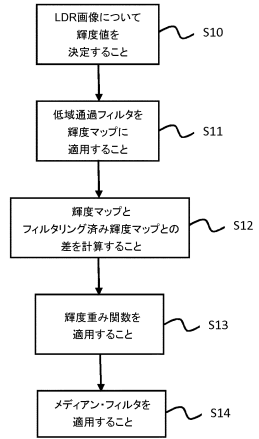 LDR画像について
輝度値を
決定すること
S10
低域通過フィルタを
輝度マップに
適用すること
S11
輝度マップと
フィルタリング済み輝度マップとの
差を計算すること
S12
輝度重み関数を
適用すること
S13
メディアン・フィルタを
適用すること
S14